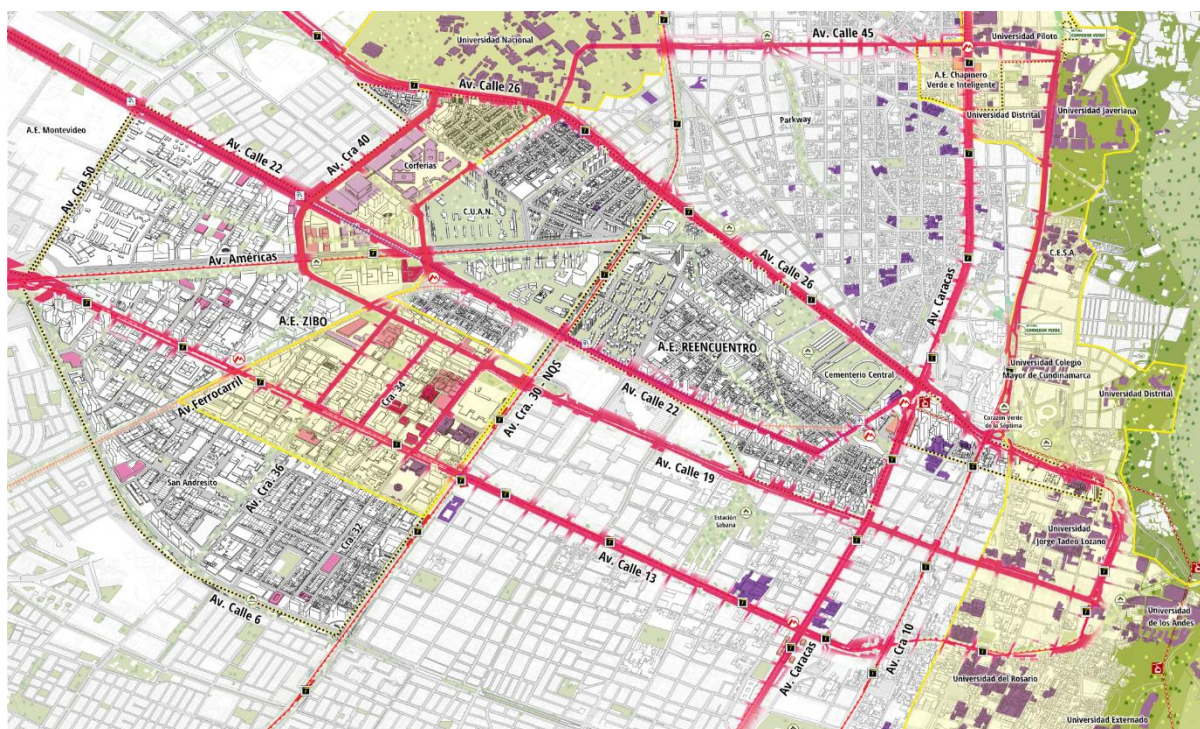 Universidad Nacional
Av. Calle 45
Universidad Piloto
CORREDOR VERDE
A.E. Chapinero
Verde e Inteligente
Av. Calle 26
Universidad Javeriana
Universidad Distrital
Parkway
A.E. Montevideo
Av. Calle 22
Av. Cra 40
Corferias
Av. Cra 50
C.U.A.N.
C.E.S.A.
Av. Américas
Av. Calle 26
Av. Caracas
A.E. ZIBO
A.E. REENCUENTRO
CORREDOR VERDE
Cementerio Central
Universidad Colegio
Mayor de Cundinamarca
Universidad Distrital
Av. Ferrocarril
Cra. 34
Av. Cra. 30 - NQS
Av. Calle 22
Corazón Verde
de la Séptima
Av. Calle 19
San Andresito
Av. Cra. 36
Cra. 32
Estación
Sabana
Universidad
Jorge Tadeo Lozano
Av. Calle 13
Av. Calle 6
Universidad
de los Andes
Av. Caracas
Av. Cra 10
Universidad del Rosario
Universidad Externado